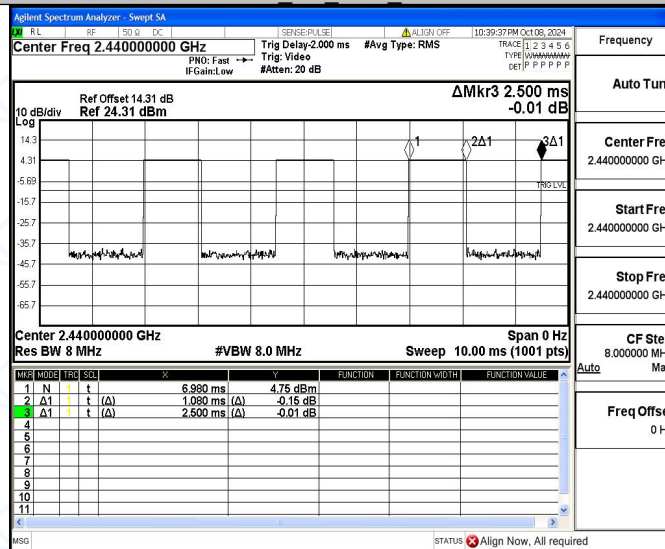 Agilent Spectrum Analyzer - Swept SA
LXI RL RF 50 Ω DC SENSE:PULSE ALIGN OFF 10:39:37 PM Oct 08, 2024
Center Freq 2.440000000 GHz
PNO: Fast
IFGain:Low
Trig Delay-2.000 ms
Trig: Video
#Atten: 20 dB
#Avg Type: RMS
TRACE 1 2 3 4 5 6
TYPE WWWWWW
DET P P P P P P
Ref Offset 14.31 dB
10 dB/div Ref 24.31 dBm
Log
ΔMkr3 2.500 ms
-0.01 dB
14.3
4.31
-5.69
-15.7
-25.7
-35.7
-45.7
-55.7
-65.7
1
2Δ1
3Δ1
TRIG LVL
Center 2.440000000 GHz Span 0 Hz
Res BW 8 MHz #VBW 8.0 MHz Sweep 10.00 ms (1001 pts)
MKR MODE TRC SCL X Y FUNCTION FUNCTION WIDTH FUNCTION VALUE
1 N 1 t 6.980 ms 4.75 dBm
2 Δ1 1 t (Δ) 1.080 ms (Δ) -0.15 dB
3 Δ1 1 t (Δ) 2.500 ms (Δ) -0.01 dB
4
5
6
7
8
9
10
11
MSG STATUS Align Now, All required
Frequency
Auto Tun
Center Fre
2.440000000 GH
Start Fre
2.440000000 GH
Stop Fre
2.440000000 GH
CF Ste
8.000000 MH
Auto Ma
Freq Offse
0 H